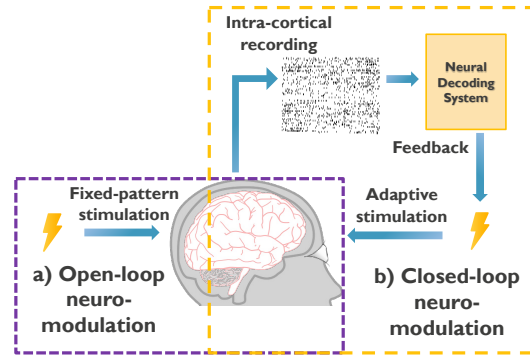 Intra-cortical
recording
Neural
Decoding
System
Feedback
Fixed-pattern
stimulation
Adaptive
stimulation
a) Open-loop
neuro-
modulation
b) Closed-loop
neuro-
modulation